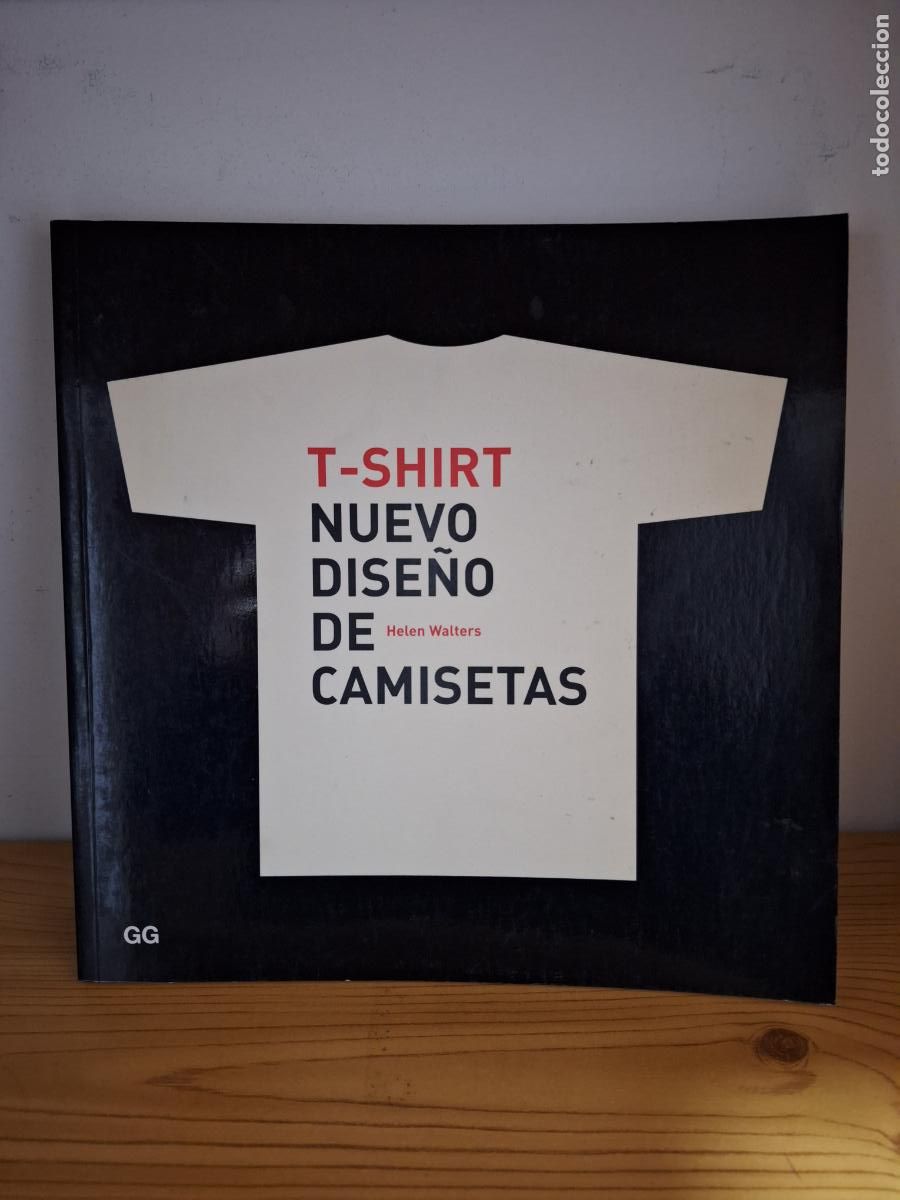 todocoleccion
T-SHIRT
NUEVO
DISEÑO
DE Helen Walters
CAMISETAS
GG